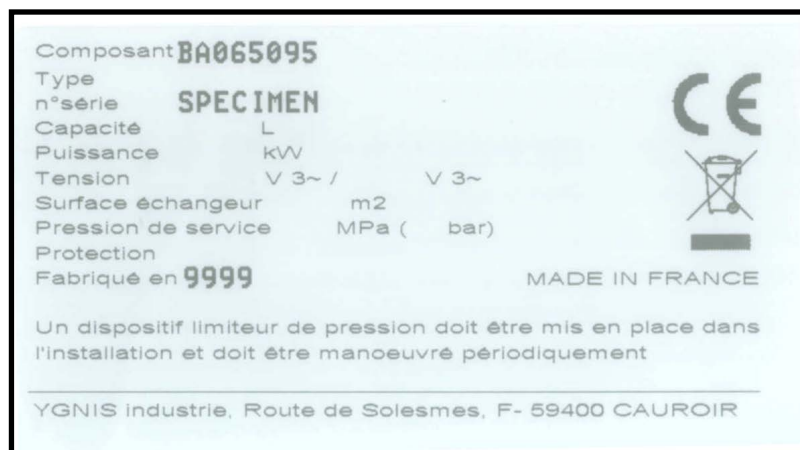 Composant BA065095
Type
n°série SPECIMEN
Capacité L
Puissance kW
Tension V 3~ / V 3~
Surface échangeur m2
Pression de service MPa ( bar)
Protection
Fabriqué en 9999
MADE IN FRANCE
Un dispositif limiteur de pression doit être mis en place dans
l'installation et doit être manoeuvré périodiquement
YGNIS industrie, Route de Solesmes, F- 59400 CAUROIR
CE